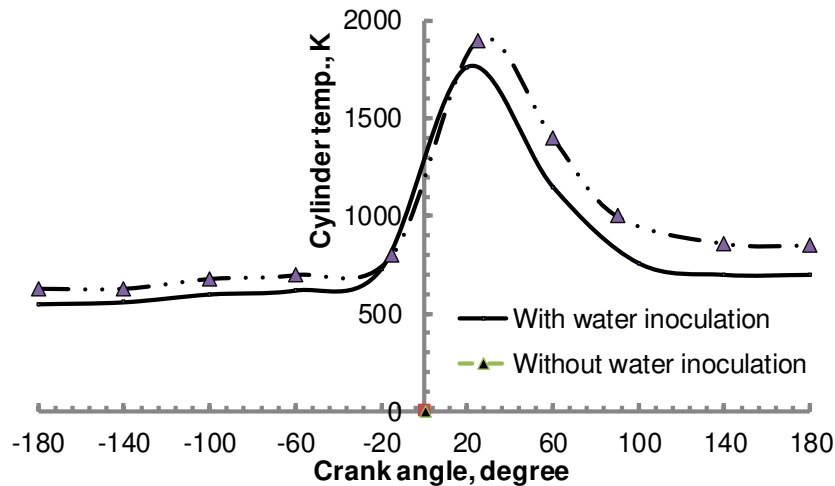 2000
1500
1000
500
0
Cylinder temp., K
With water inoculation
Without water inoculation
-180 -140 -100 -60 -20 20 60 100 140 180
Crank angle, degree